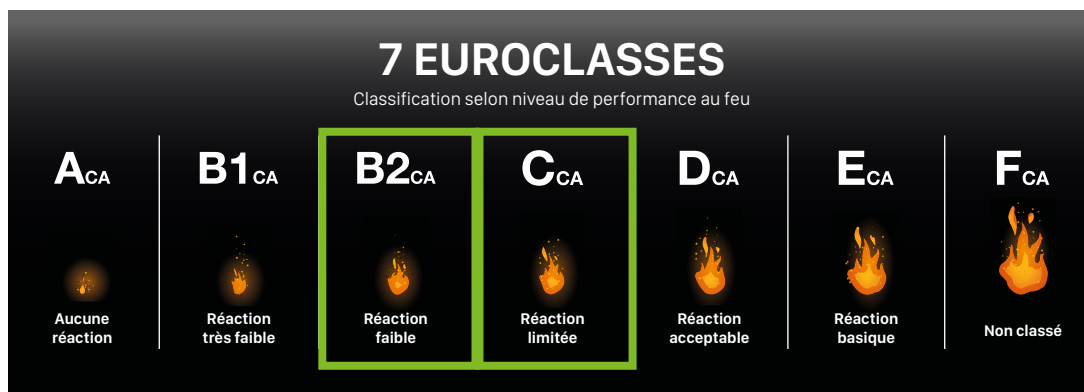 7 EUROCLASSES
Classification selon niveau de performance au feu
ACA
B1CA
B2CA
CCA
DCA
ECA
FCA
Aucune
réaction
Réaction
très faible
Réaction
faible
Réaction
limitée
Réaction
acceptable
Réaction
basique
Non classé